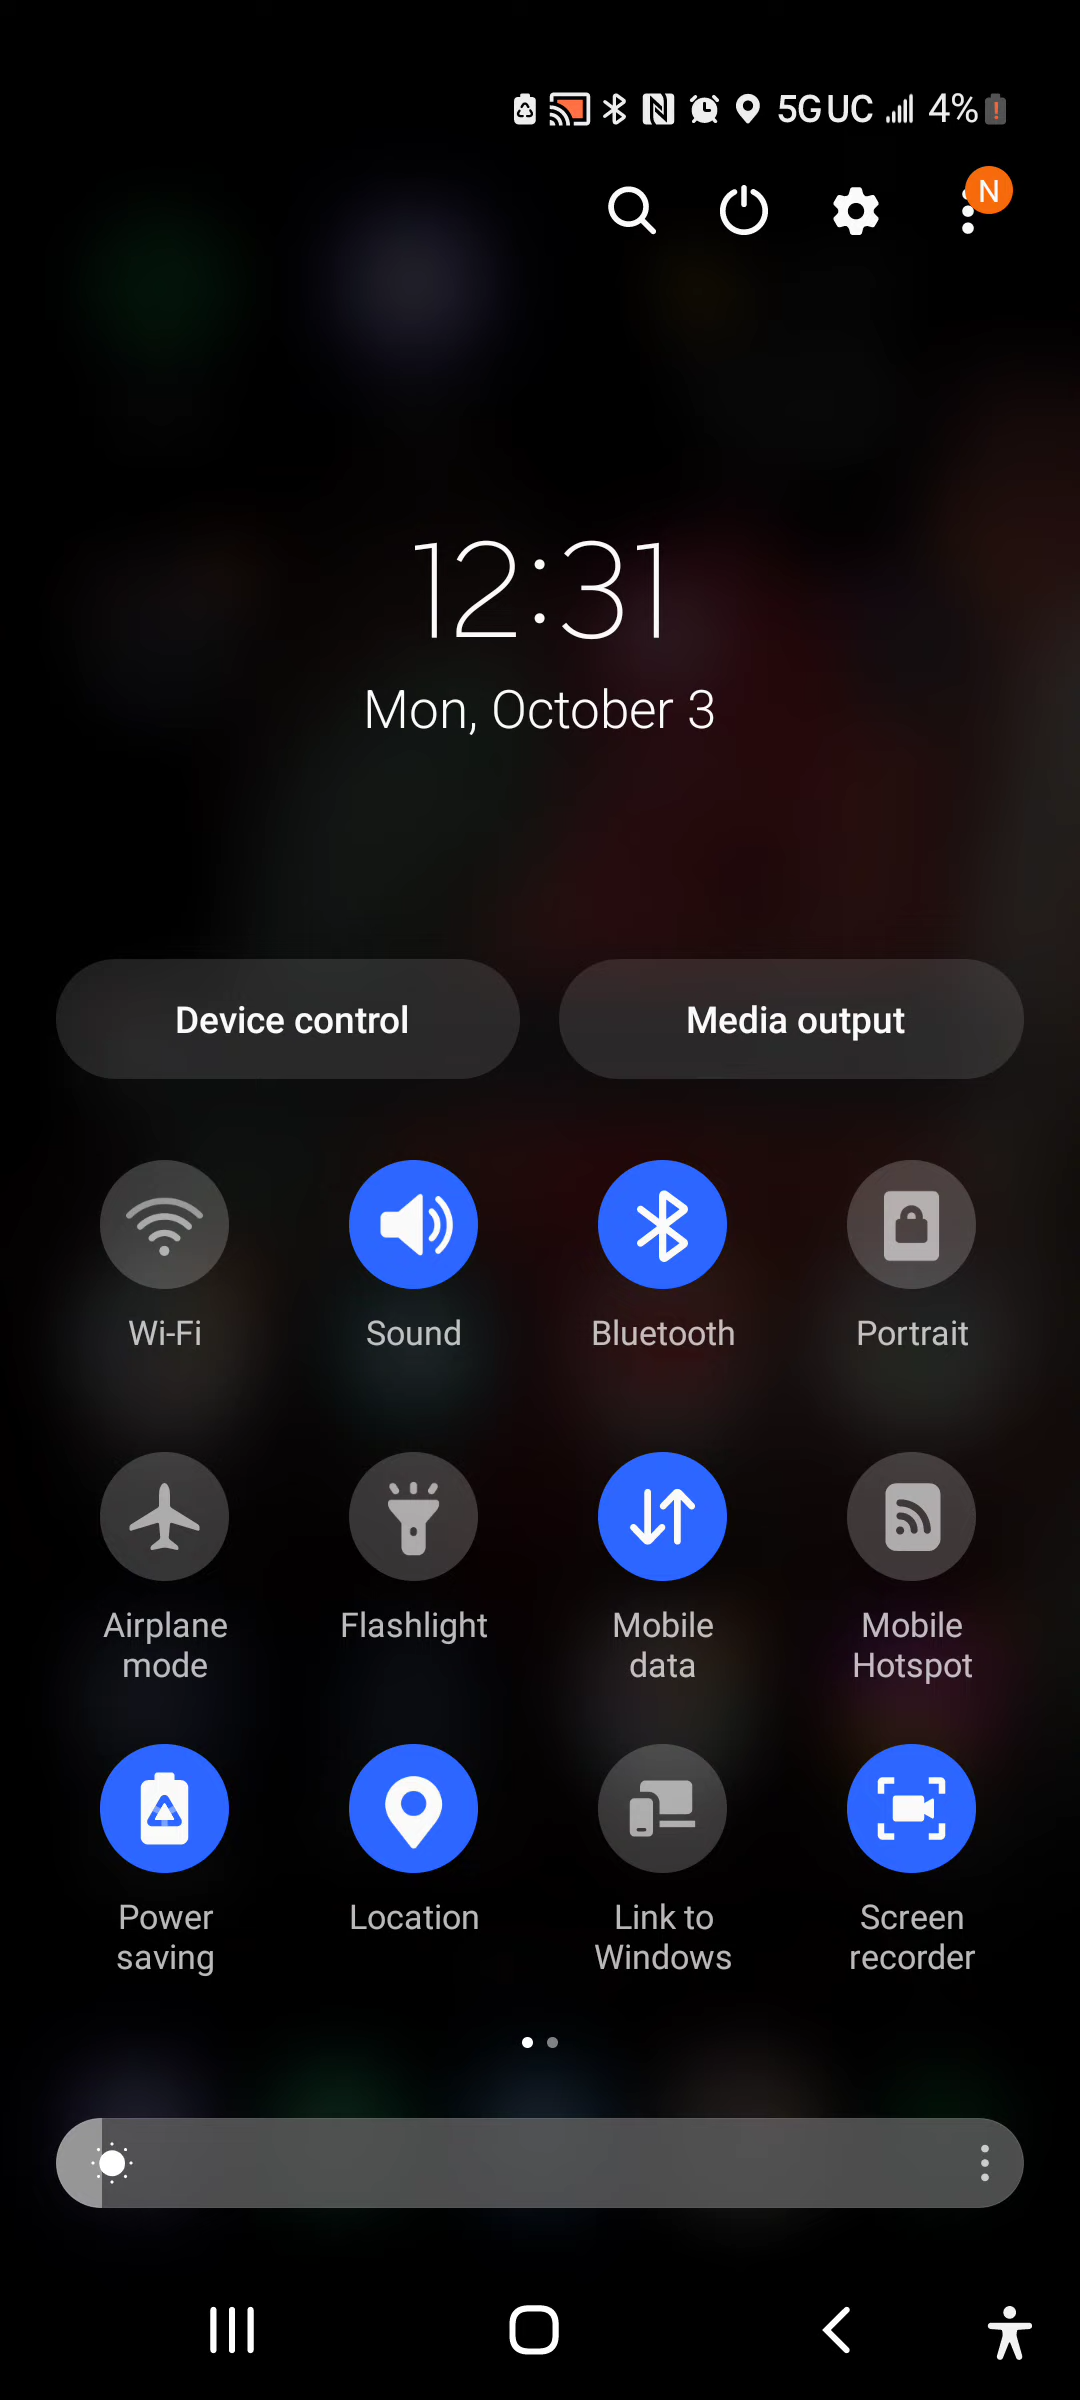 5G UC 4%
N
12:31
Mon, October 3
Device control Media output
Wi-Fi Sound Bluetooth Portrait
Airplane mode Flashlight Mobile data Mobile Hotspot
Power saving Location Link to Windows Screen recorder